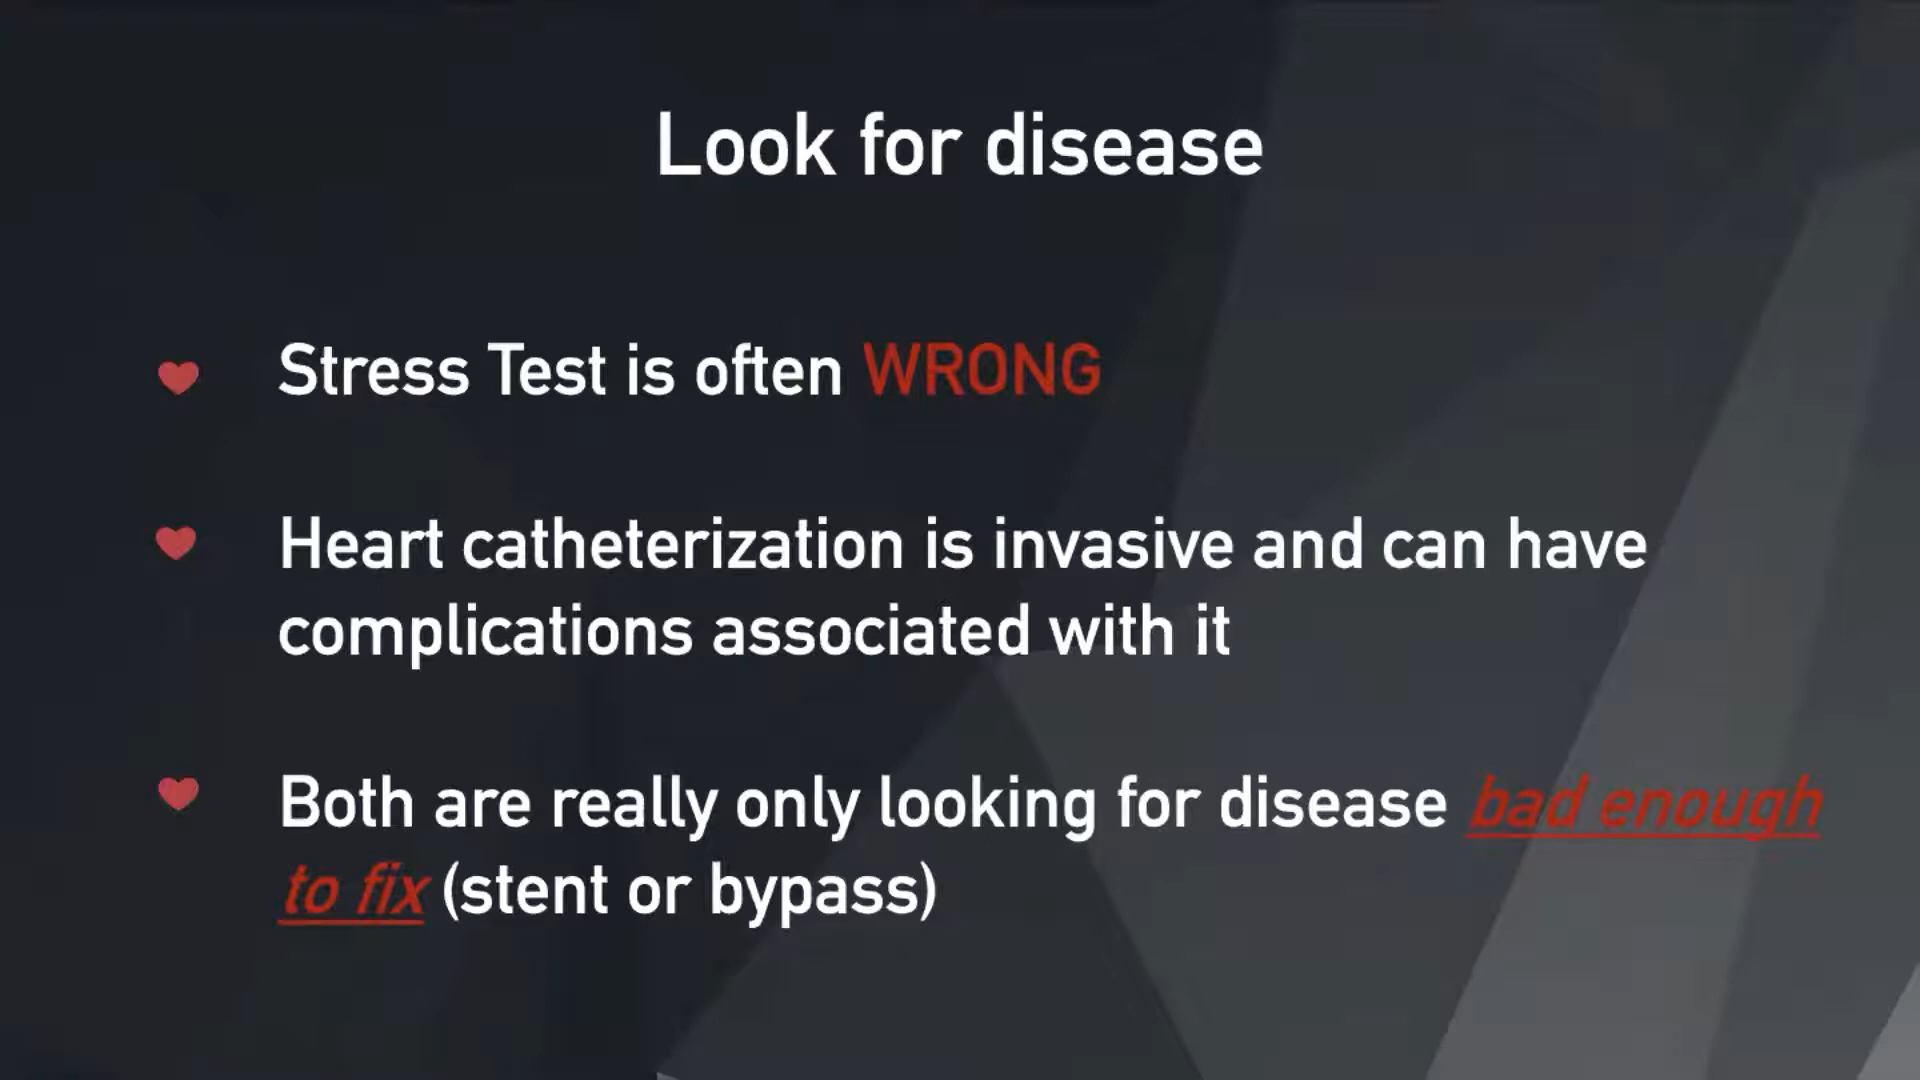 Look for disease
Stress Test is often WRONG
Heart catheterization is invasive and can have
complications associated with it
Both are really only looking for disease bad enough
to fix (stent or bypass)